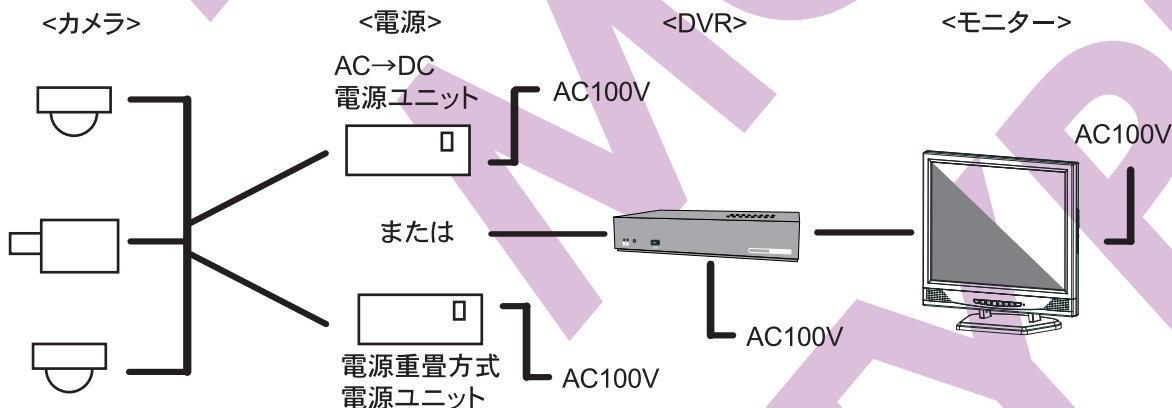 <カメラ>
<電源>
<DVR>
<モニター>
AC→DC
電源ユニット
AC100V
AC100V
または
AC100V
電源重畳方式
電源ユニット
AC100V